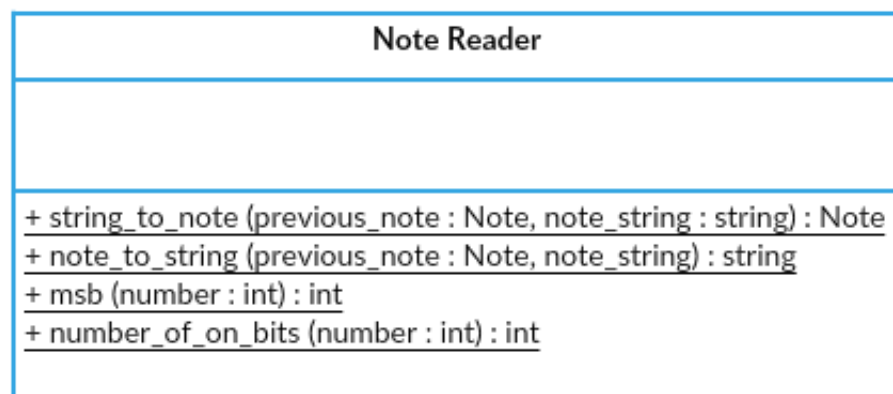 Note Reader
+ string_to_note (previous_note : Note, note_string : string) : Note
+ note_to_string (previous_note : Note, note_string) : string
+ msb (number : int) : int
+ number_of_on_bits (number : int) : int